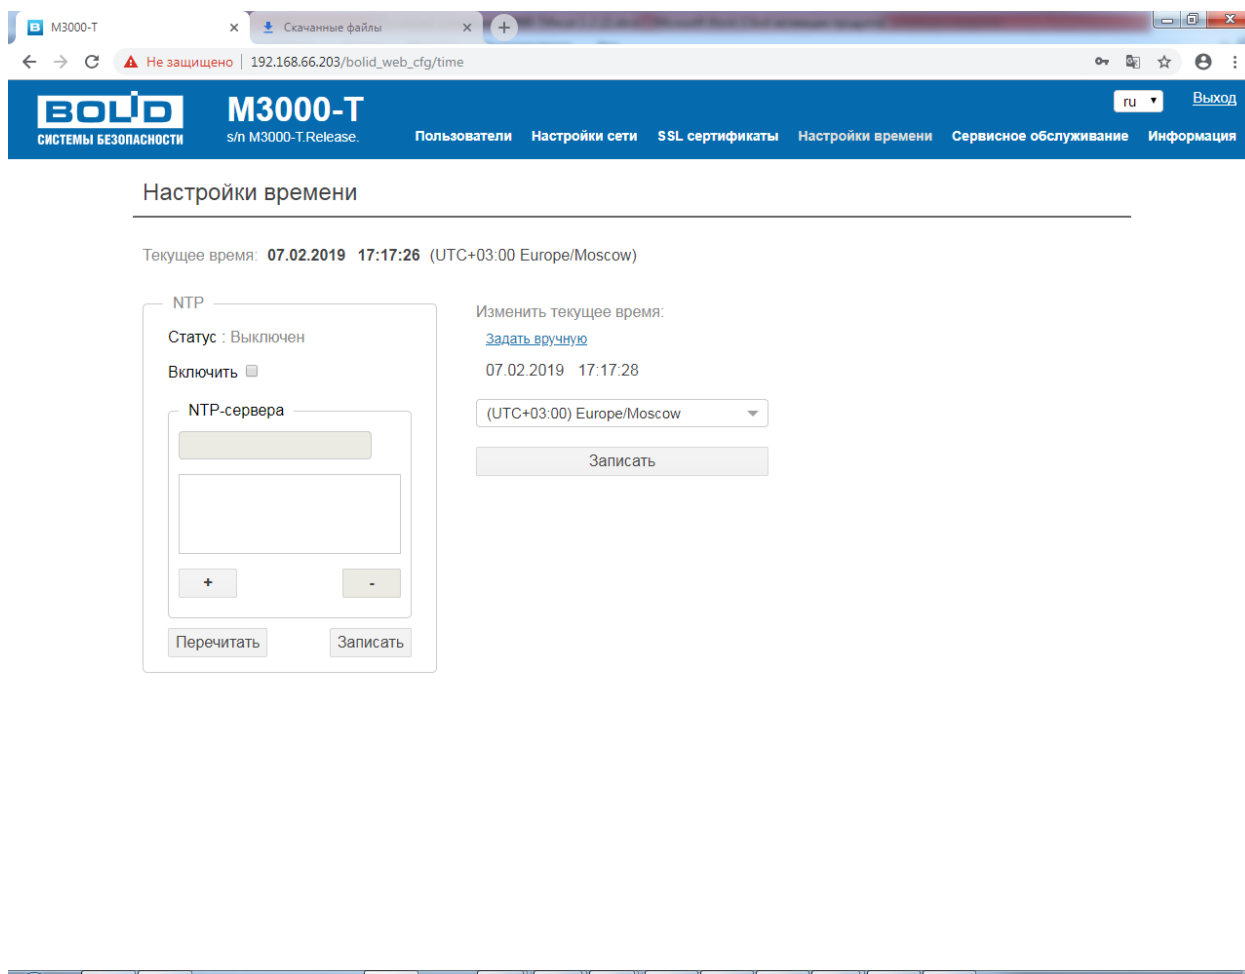 M3000-T
Скачанные файлы
Не защищено 192.168.66.203/bolid_web_cfg/time
BOLID
СИСТЕМЫ БЕЗОПАСНОСТИ
M3000-T
s/n M3000-T.Release.
ru
Выход
Пользователи Настройки сети SSL сертификаты Настройки времени Сервисное обслуживание Информация
Настройки времени
Текущее время: 07.02.2019 17:17:26 (UTC+03:00 Europe/Moscow)
NTP
Статус : Выключен
Включить
NTP-сервера
+ -
Перечитать Записать
Изменить текущее время:
Задать вручную
07.02.2019 17:17:28
(UTC+03:00) Europe/Moscow
Записать